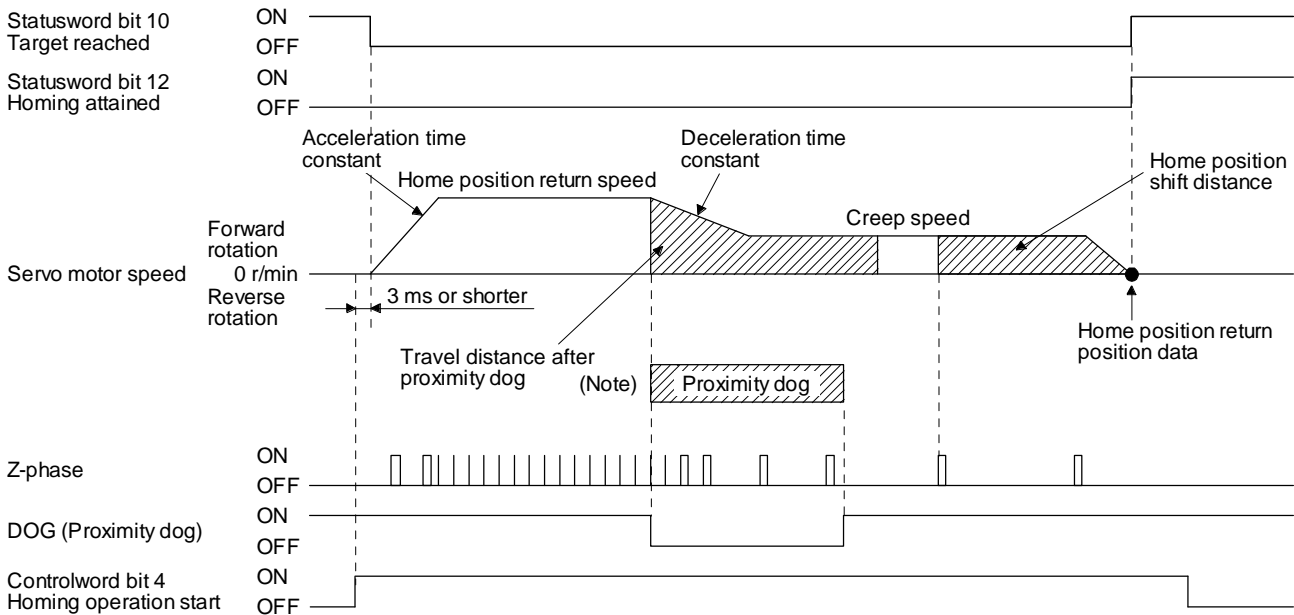 Statusword bit 10
Target reached
ON
OFF
Statusword bit 12
Homing attained
ON
OFF
Acceleration time
constant
Deceleration time
constant
Home position
shift distance
Home position return speed
Creep speed
Forward
rotation
Servo motor speed
0 r/min
Reverse
rotation
3 ms or shorter
Travel distance after
proximity dog
(Note)
Proximity dog
Home position return
position data
Z-phase
ON
OFF
DOG (Proximity dog)
ON
OFF
Controlword bit 4
Homing operation start
ON
OFF